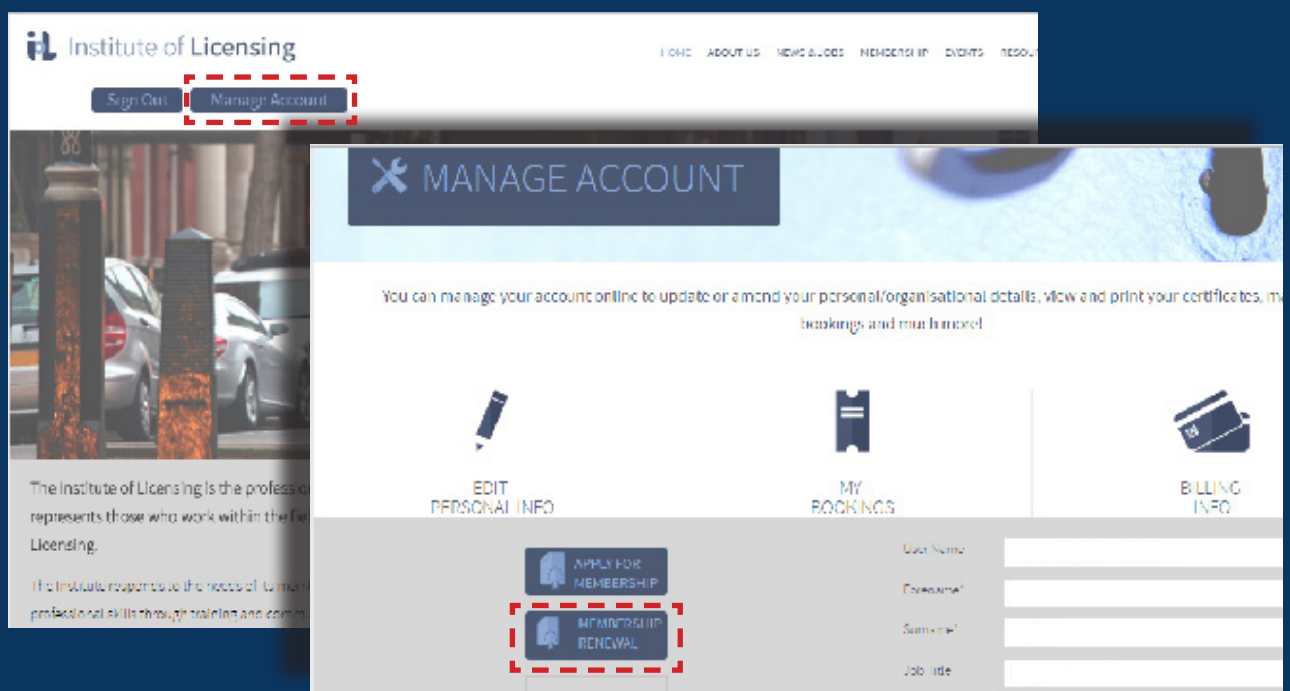 Institute of Licensing
HOME ABOUT US NEWS & JOBS MEMBERSHIP EVENTS
Sign Out Manage Account
MANAGE ACCOUNT
You can manage your account online to update or amend your personal/organisational details, view and print your certificates,
bookings and much more!
EDIT
PERSONAL INFO
MY
BOOKINGS
BILLING
INFO
The Institute of Licensing is the
represents those who work within the
Licensing.
The Institute responds to the needs of its
professional skills through training and
APPLY FOR
MEMBERSHIP
MEMBERSHIP
RENEWAL
User Name
Forename*
Surname*
Job Title